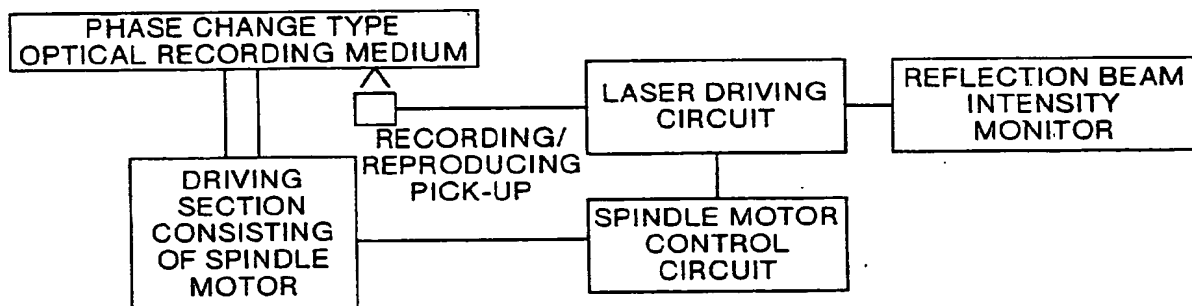 PHASE CHANGE TYPE
OPTICAL RECORDING MEDIUM
LASER DRIVING
CIRCUIT
REFLECTION BEAM
INTENSITY
MONITOR
RECORDING/
REPRODUCING
PICK-UP
DRIVING
SECTION
CONSISTING
OF SPINDLE
MOTOR
SPINDLE MOTOR
CONTROL
CIRCUIT